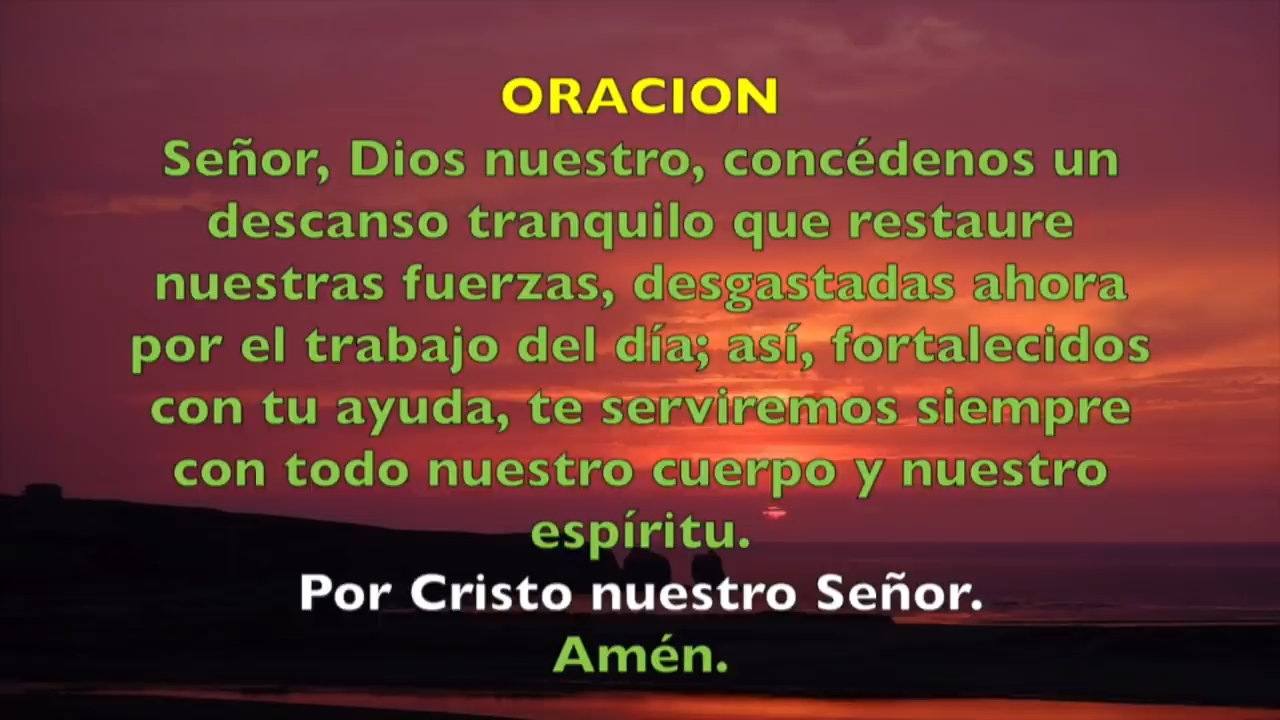 ORACION
Señor, Dios nuestro, concédenos un
descanso tranquilo que restaure
nuestras fuerzas, desgastadas ahora
por el trabajo del día; así, fortalecidos
con tu ayuda, te serviremos siempre
con todo nuestro cuerpo y nuestro
espíritu.
Por Cristo nuestro Señor.
Amén.